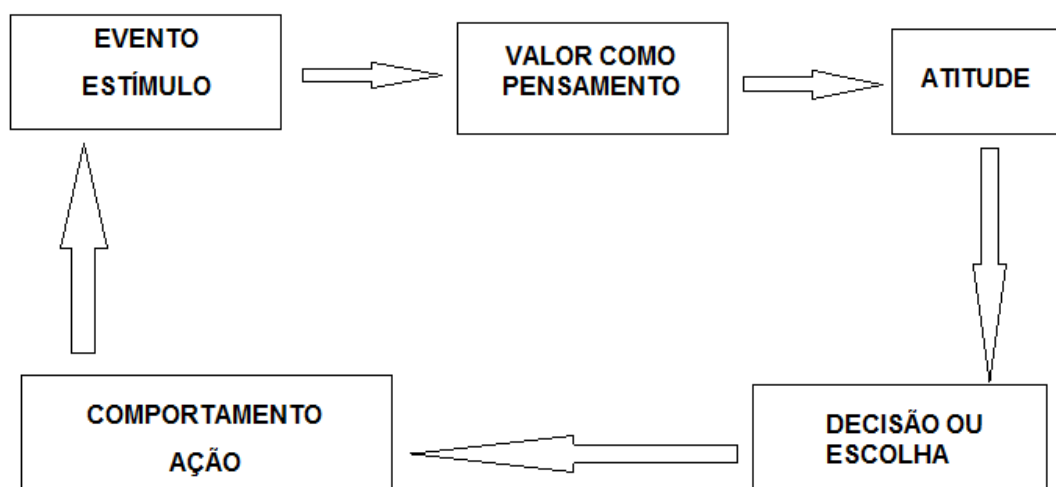 EVENTO
ESTÍMULO
VALOR COMO
PENSAMENTO
ATITUDE
DECISÃO OU
ESCOLHA
COMPORTAMENTO
AÇÃO